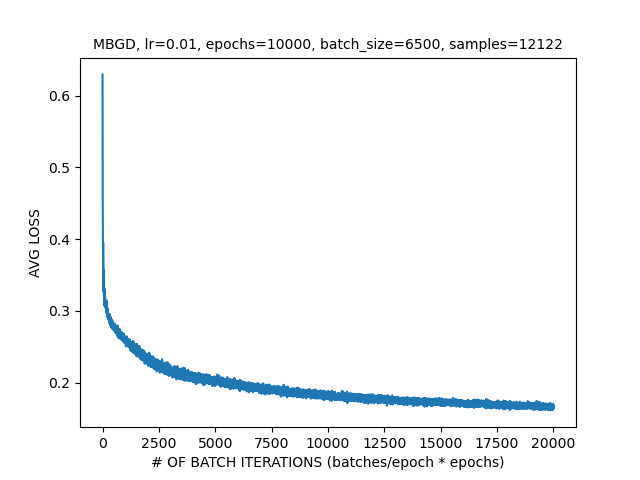 MBGD, lr=0.01, epochs=10000, batch_size=6500, samples=12122
0.6
0.5
0.4
0.3
0.2
AVG LOSS
0 2500 5000 7500 10000 12500 15000 17500 20000
# OF BATCH ITERATIONS (batches/epoch * epochs)